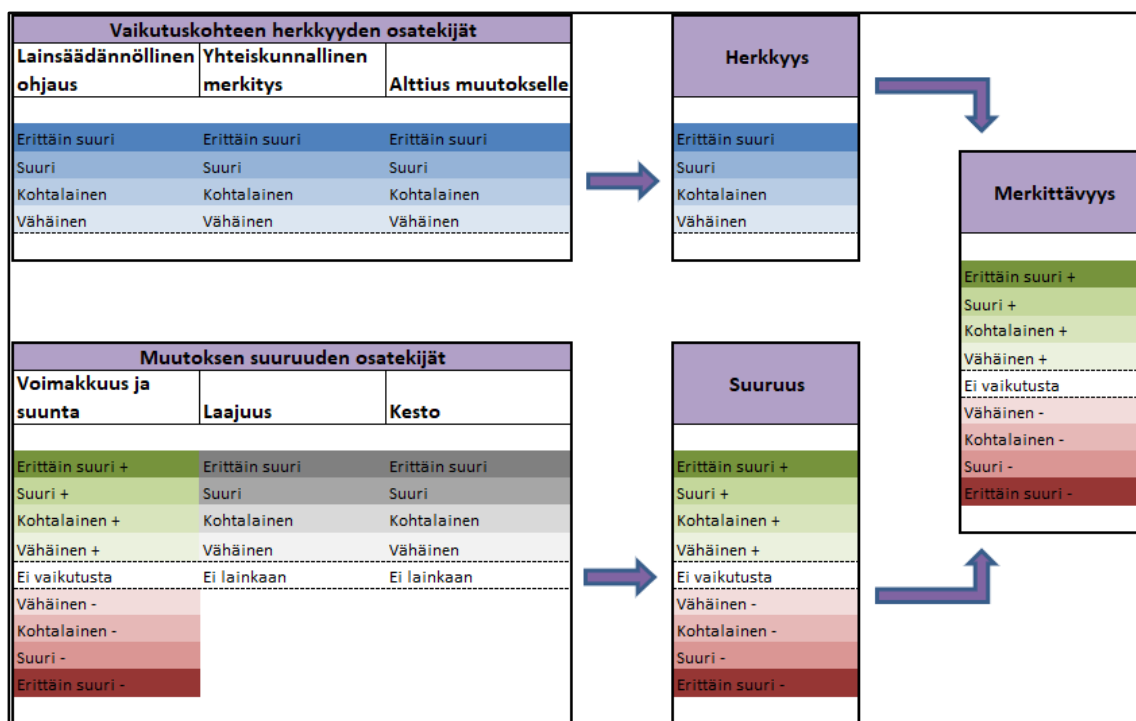 Vaikutuskohteen herkkyyden osatekijät
Lainsäädännöllinen ohjaus
Yhteiskunnallinen merkitys
Alttius muutokselle
Erittäin suuri Erittäin suuri Erittäin suuri
Suuri Suuri Suuri
Kohtalainen Kohtalainen Kohtalainen
Vähäinen Vähäinen Vähäinen
Herkkyys
Erittäin suuri
Suuri
Kohtalainen
Vähäinen
Muutoksen suuruuden osatekijät
Voimakkuus ja suunta
Laajuus
Kesto
Erittäin suuri + Erittäin suuri Erittäin suuri
Suuri + Suuri Suuri
Kohtalainen + Kohtalainen Kohtalainen
Vähäinen + Vähäinen Vähäinen
Ei vaikutusta Ei lainkaan Ei lainkaan
Vähäinen -
Kohtalainen -
Suuri -
Erittäin suuri -
Suuruus
Erittäin suuri +
Suuri +
Kohtalainen +
Vähäinen +
Ei vaikutusta
Vähäinen -
Kohtalainen -
Suuri -
Erittäin suuri -
Merkittävyys
Erittäin suuri +
Suuri +
Kohtalainen +
Vähäinen +
Ei vaikutusta
Vähäinen -
Kohtalainen -
Suuri -
Erittäin suuri -